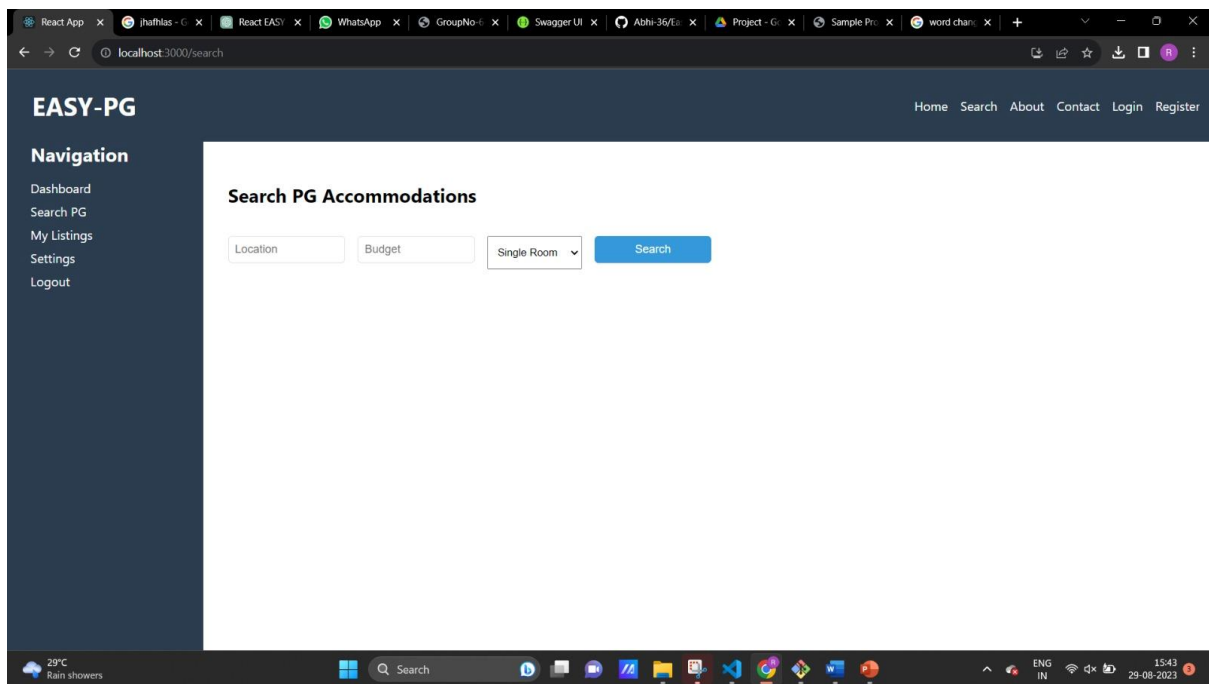 React App
jhafhlas - G
React EASY
WhatsApp
GroupNo-6
Swagger UI
Abhi-36/Ea
Project - Go
Sample Pro
word chang
localhost:3000/search
R
EASY-PG
Home Search About Contact Login Register
Navigation
Dashboard
Search PG
My Listings
Settings
Logout
Search PG Accommodations
Location Budget Single Room Search
29°C
Rain showers
Search
ENG
IN
15:43
29-08-2023
3